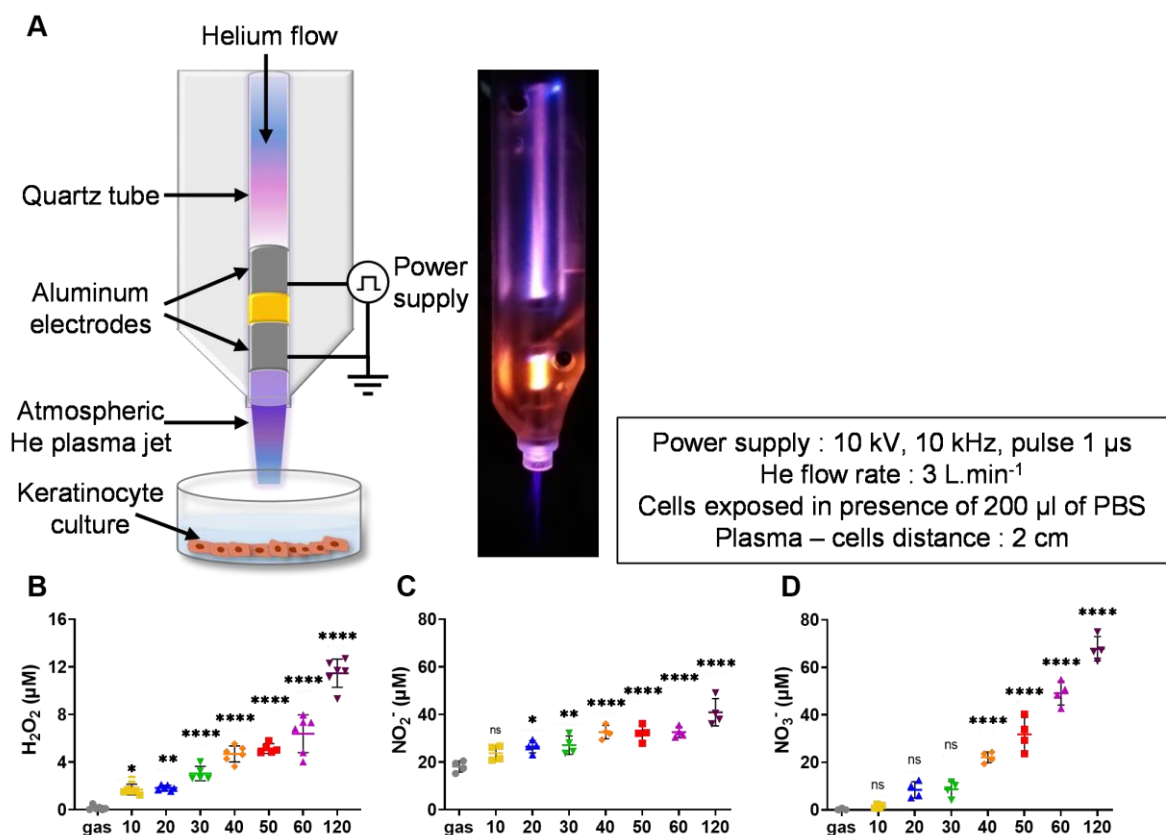 A
Helium flow
Quartz tube
Aluminum
electrodes
Power
supply
Atmospheric
He plasma jet
Keratinocyte
culture
Power supply : 10 kV, 10 kHz, pulse 1 µs
He flow rate : 3 L.min⁻¹
Cells exposed in presence of 200 µl of PBS
Plasma – cells distance : 2 cm
B
H₂O₂ (µM)
16
12
8
4
0
*
**
****
****
****
****
****
gas 10 20 30 40 50 60 120
C
NO₂⁻ (µM)
80
60
40
20
0
ns
*
**
****
****
****
****
gas 10 20 30 40 50 60 120
D
NO₃⁻ (µM)
80
60
40
20
0
ns
ns
ns
****
****
****
****
gas 10 20 30 40 50 60 120